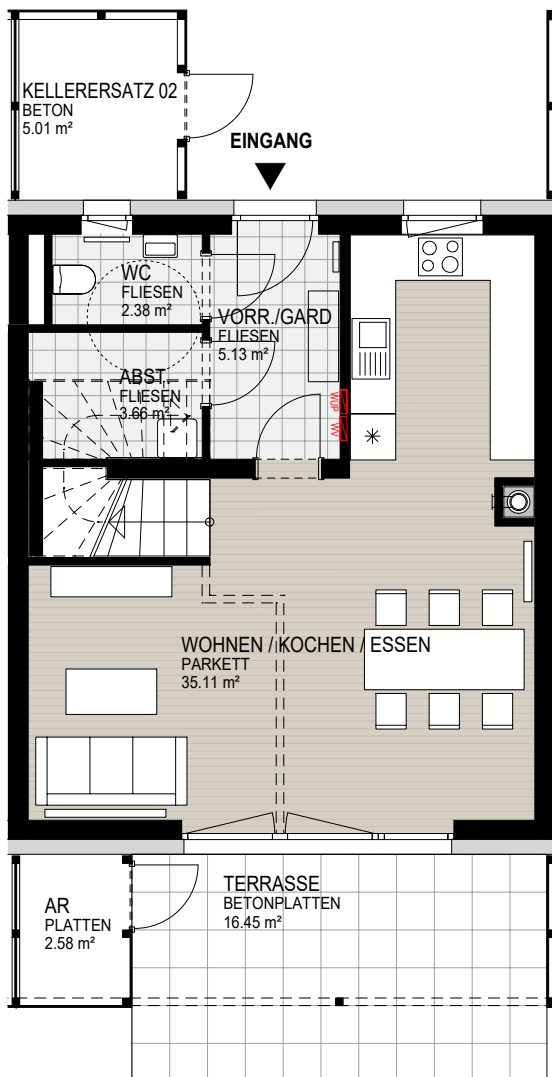 KELLERERSATZ 02
BETON
5.01 m²
EINGANG
WC
FLIESEN
2.38 m²
VORR./GARD
FLIESEN
5.13 m²
ABST.
FLIESEN
3.66 m²
WUP
WV
WOHNEN / KOCHEN / ESSEN
PARKETT
35.11 m²
TERRASSE
BETONPLATTEN
16.45 m²
AR
PLATTEN
2.58 m²